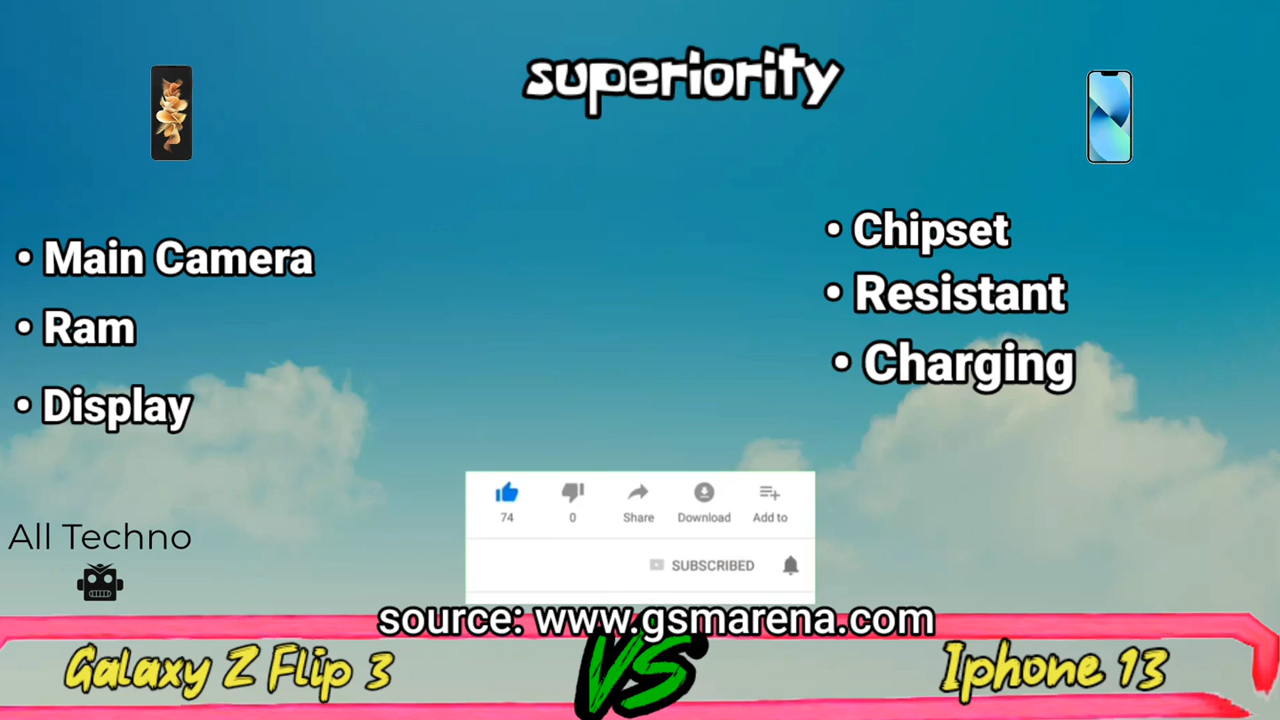 superiority
• Main Camera
• Ram
• Display
• Chipset
• Resistant
• Charging
All Techno
74
0
Share
Download
Add to
SUBSCRIBED
source: www.gsmarena.com
Galaxy Z Flip 3
VS
Iphone 13